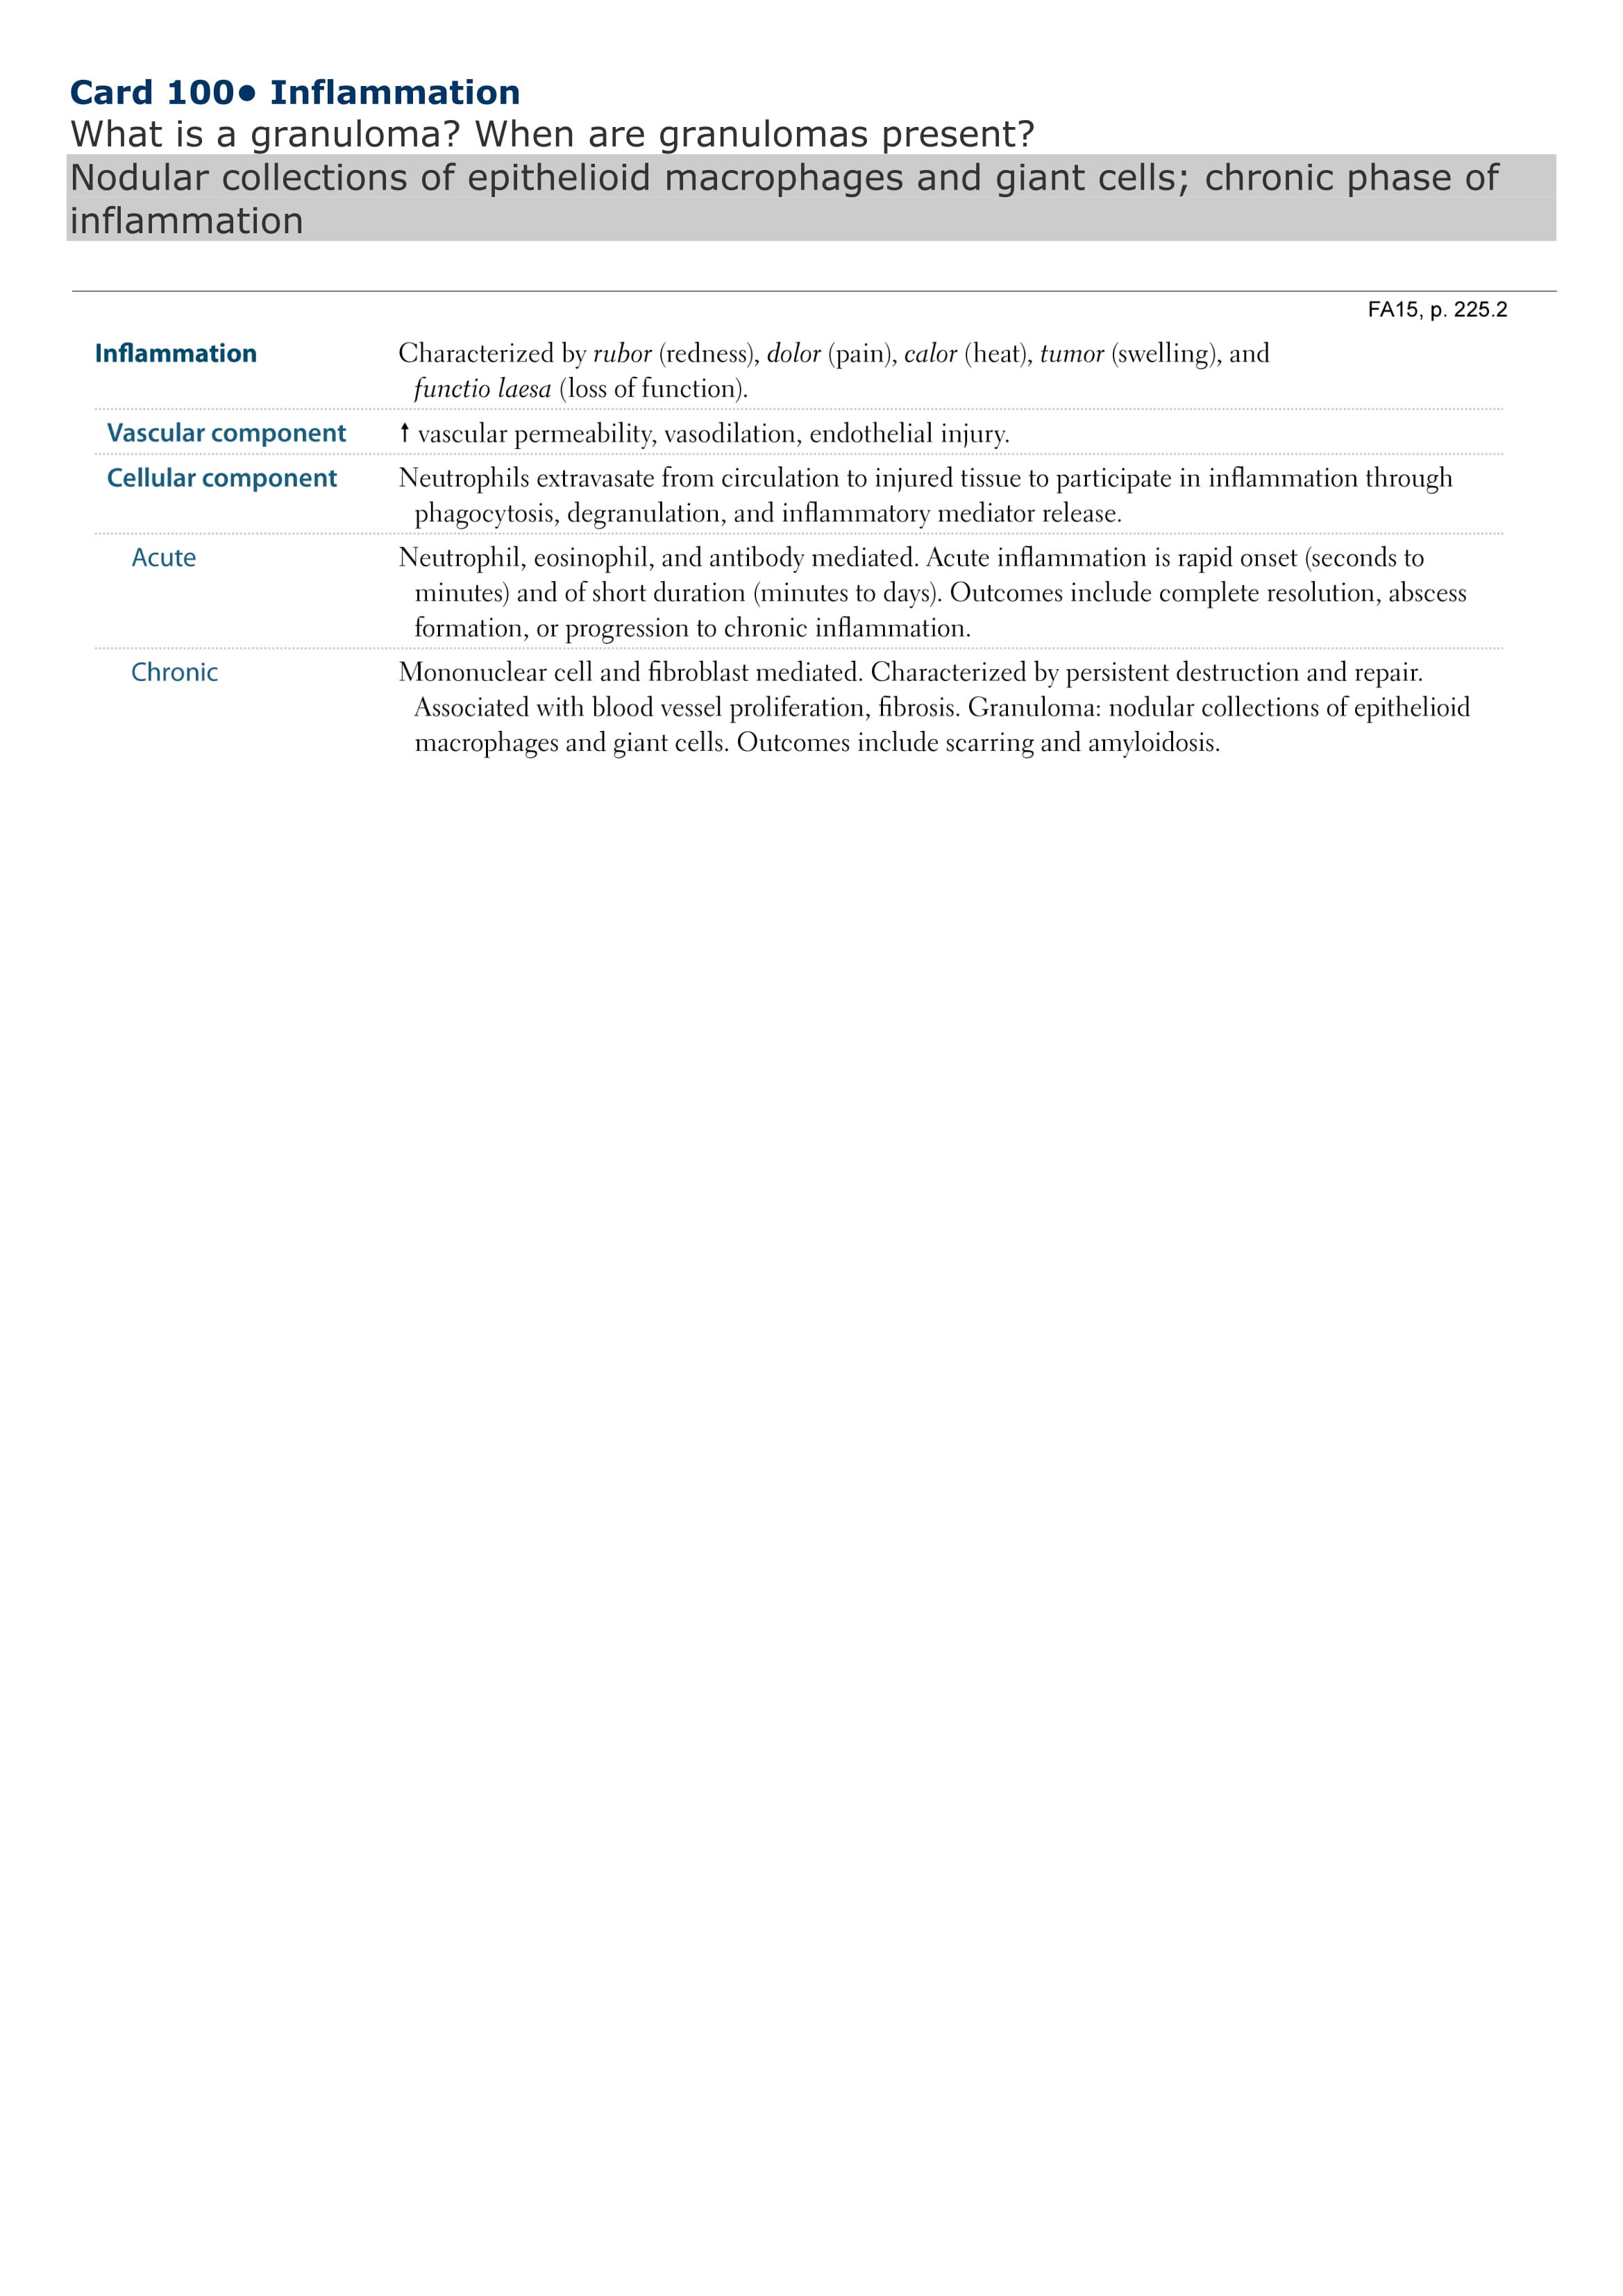 Card 100• Inflammation
What is a granuloma? When are granulomas present?
Nodular collections of epithelioid macrophages and giant cells; chronic phase of
inflammation
FA15, p. 225.2
Inflammation Characterized by rubor (redness), dolor (pain), calor (heat), tumor (swelling), and
functio laesa (loss of function).
Vascular component ↑ vascular permeability, vasodilation, endothelial injury.
Cellular component Neutrophils extravasate from circulation to injured tissue to participate in inflammation through
phagocytosis, degranulation, and inflammatory mediator release.
Acute Neutrophil, eosinophil, and antibody mediated. Acute inflammation is rapid onset (seconds to
minutes) and of short duration (minutes to days). Outcomes include complete resolution, abscess
formation, or progression to chronic inflammation.
Chronic Mononuclear cell and fibroblast mediated. Characterized by persistent destruction and repair.
Associated with blood vessel proliferation, fibrosis. Granuloma: nodular collections of epithelioid
macrophages and giant cells. Outcomes include scarring and amyloidosis.